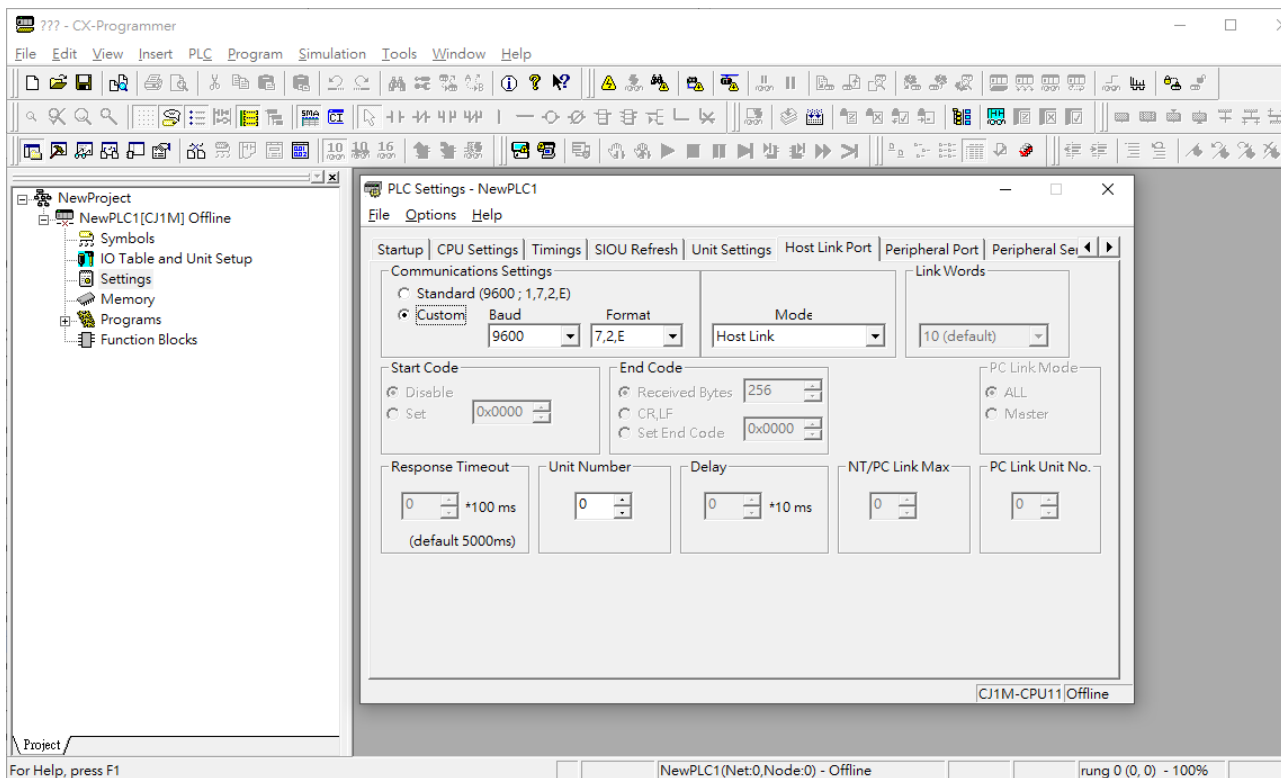 ??? - CX-Programmer
File Edit View Insert PLC Program Simulation Tools Window Help
SMA CI
10 10 16
NewProject
NewPLC1[CJ1M] Offline
Symbols
IO Table and Unit Setup
Settings
Memory
Programs
Function Blocks
Project
PLC Settings - NewPLC1
File Options Help
Startup CPU Settings Timings SIOU Refresh Unit Settings Host Link Port Peripheral Port Peripheral Ser
Communications Settings
Link Words
Standard (9600 ; 1,7,2,E)
Custom Baud Format Mode
9600 7,2,E Host Link 10 (default)
Start Code End Code PC Link Mode
Disable Received Bytes 256 ALL
Set 0x0000 CR,LF Master
Set End Code 0x0000
Response Timeout Unit Number Delay NT/PC Link Max PC Link Unit No.
0 *100 ms 0 0 *10 ms 0 0
(default 5000ms)
CJ1M-CPU11 Offline
For Help, press F1 NewPLC1(Net:0,Node:0) - Offline rung 0 (0, 0) - 100%